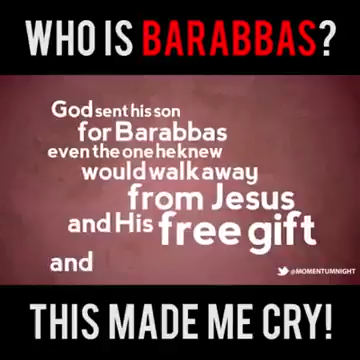 WHO IS BARABBAS?
God sent his son
for Barabbas
even the one he knew
would walk away
from Jesus
and His free gift
and
@MOMENTUMNIGHT
THIS MADE ME CRY!